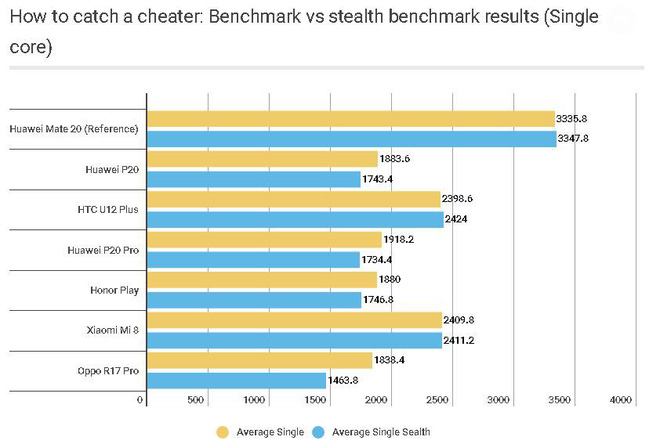 How to catch a cheater: Benchmark vs stealth benchmark results (Single
core)
Huawei Mate 20 (Reference)
3335.8
3347.8
Huawei P20
1883.6
1743.4
HTC U12 Plus
2398.6
2424
Huawei P20 Pro
1918.2
1734.4
Honor Play
1880
1746.8
Xiaomi Mi 8
2409.8
2411.2
Oppo R17 Pro
1838.4
1463.8
0 500 1000 1500 2000 2500 3000 3500 4000
Average Single Average Single Sealth